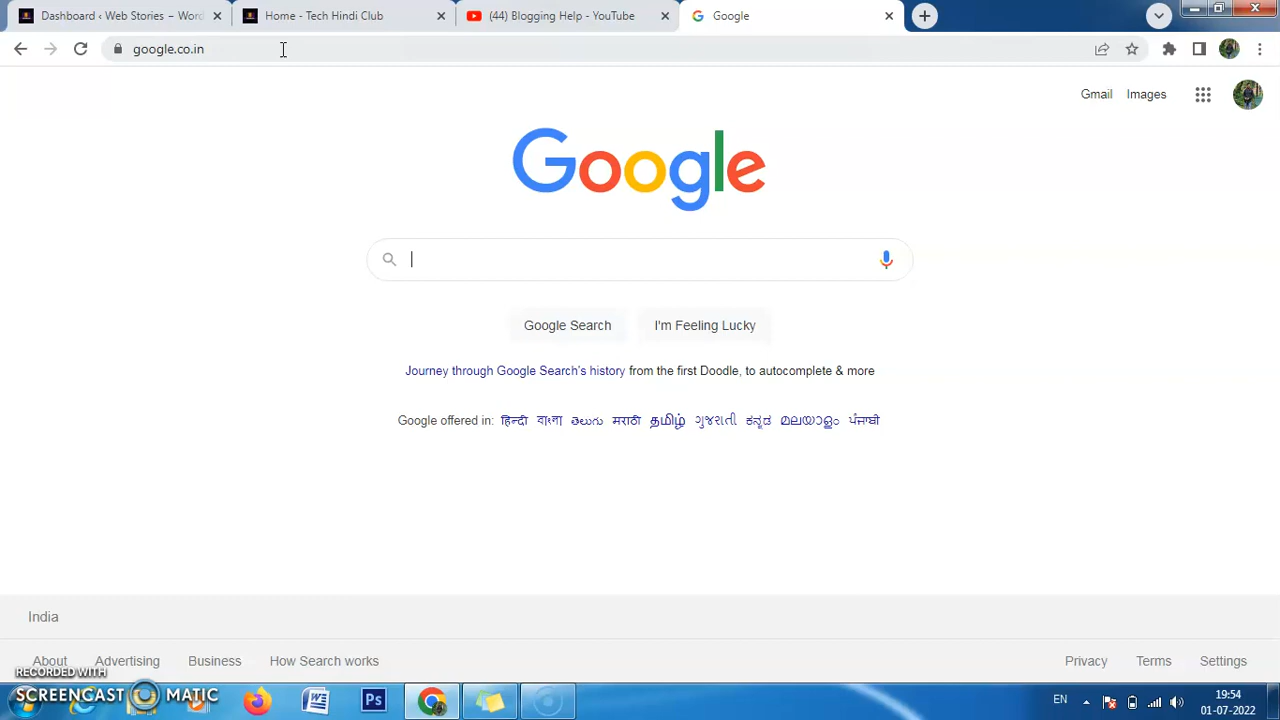 Dashboard ‹ Web Stories – Word
Home - Tech Hindi Club
(44) Blogging Help - YouTube
Google
google.co.in
Gmail
Images
Google
Google Search
I'm Feeling Lucky
Journey through Google Search's history from the first Doodle, to autocomplete & more
Google offered in: हिन्दी বাংলা తెలుగు मराठी தமிழ் ગુજરાતી ಕನ್ನಡ മലയാളം ਪੰਜਾਬੀ
India
About
Advertising
Business
How Search works
Privacy
Terms
Settings
RECORDED WITH
SCREENCAST MATIC
W
Ps
EN
19:54
01-07-2022